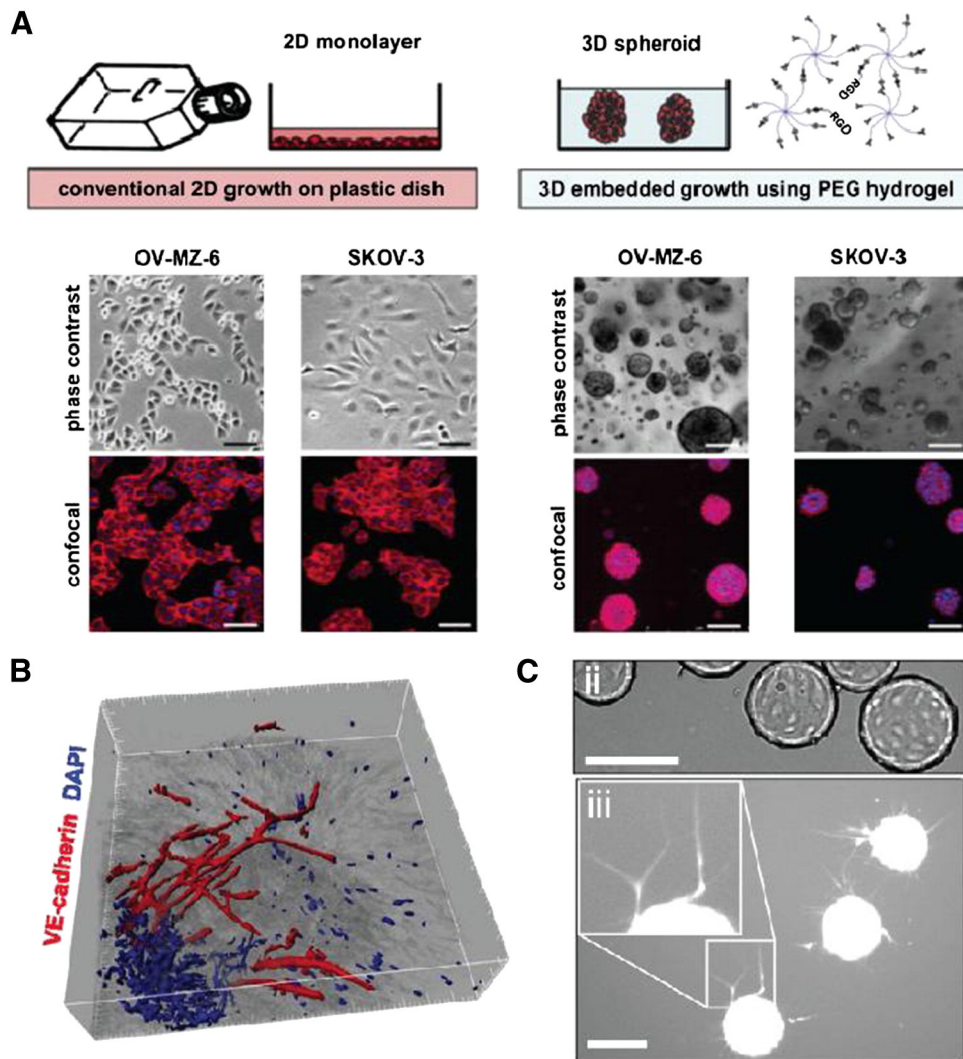 A
2D monolayer
3D spheroid
RGD
RGD
conventional 2D growth on plastic dish
3D embedded growth using PEG hydrogel
OV-MZ-6
SKOV-3
OV-MZ-6
SKOV-3
phase contrast
phase contrast
confocal
confocal
B
VE-cadherin DAPI
C
ii
iii